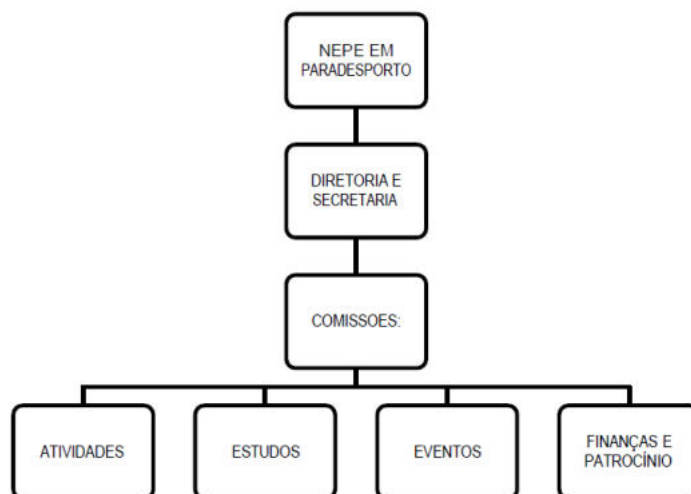 NEPE EM
PARADESPORTO
DIRETORIA E
SECRETARIA
COMISSOES:
ATIVIDADES
ESTUDOS
EVENTOS
FINANÇAS E
PATROCÍNIO